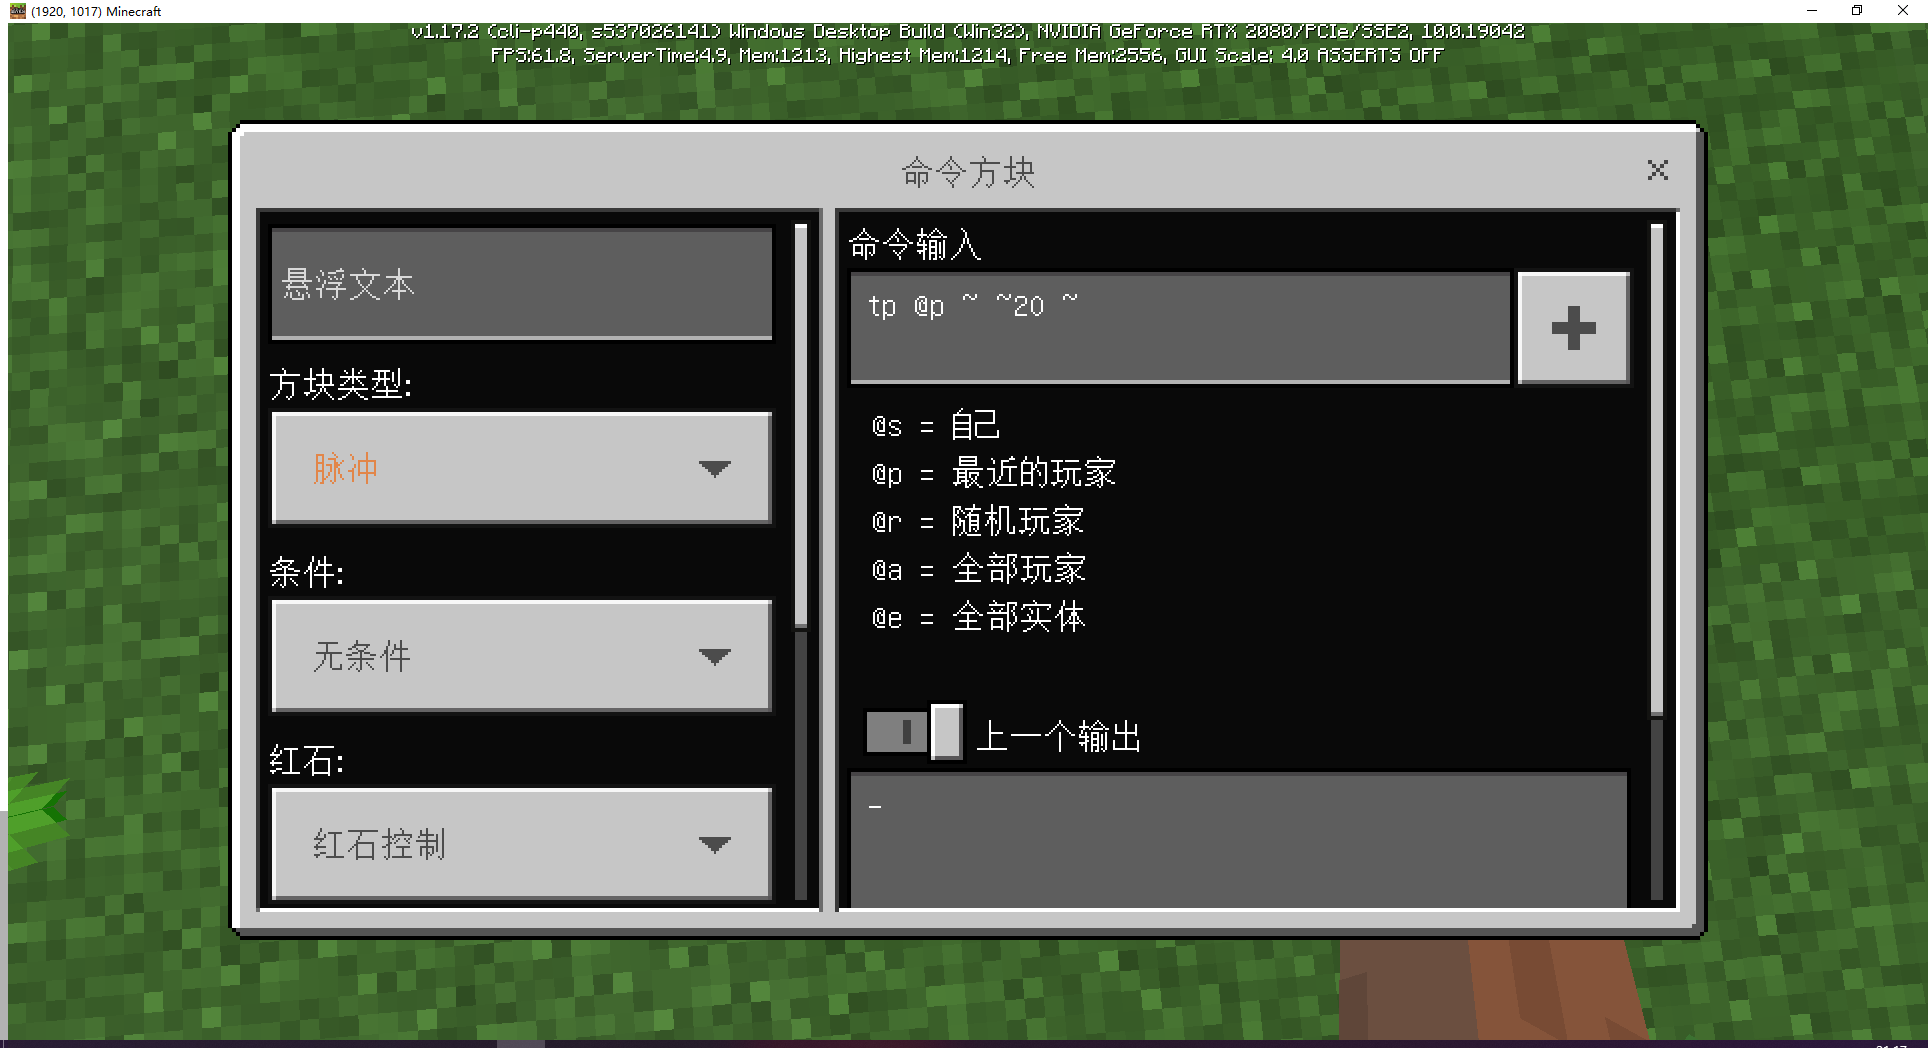 (1920, 1017) Minecraft
v1.17.2 (cli-p440, s537026141) Windows Desktop Build (Win32), NVIDIA GeForce RTX 2080/PCIe/SSE2, 10.0.19042
FPS:61.8, ServerTime:4.9, Mem:1213, Highest Mem:1214, Free Mem:2556, GUI Scale: 4.0 ASSERTS OFF
命令方块
悬浮文本
方块类型:
脉冲
条件:
无条件
红石:
红石控制
命令输入
tp @p ~ ~20 ~
@s = 自己
@p = 最近的玩家
@r = 随机玩家
@a = 全部玩家
@e = 全部实体
上一个输出
-